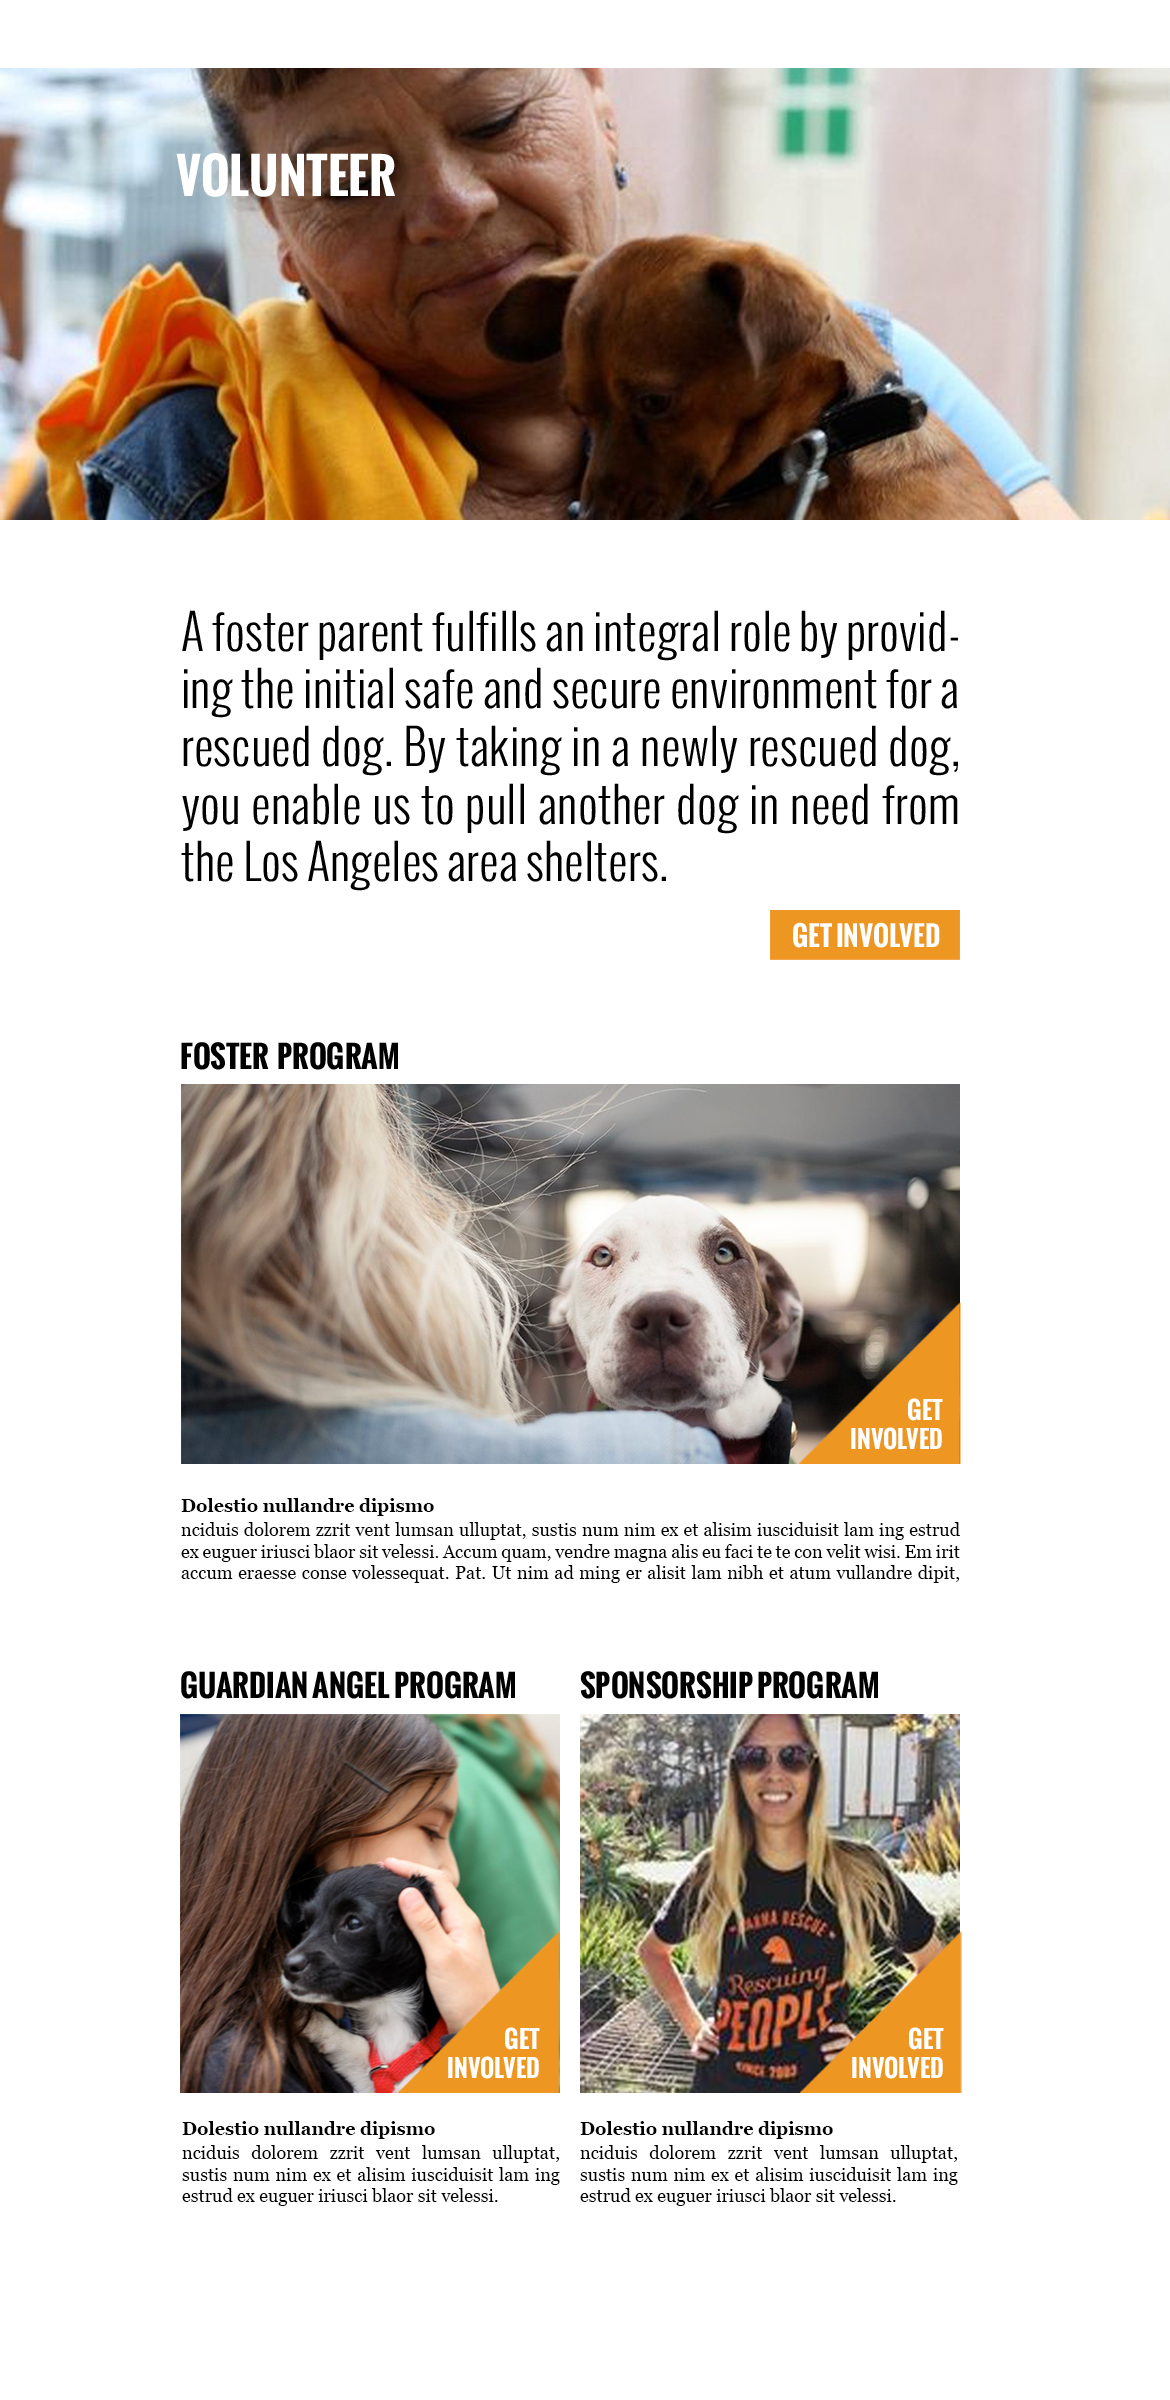 VOLUNTEER
A foster parent fulfills an integral role by provid-
ing the initial safe and secure environment for a
rescued dog. By taking in a newly rescued dog,
you enable us to pull another dog in need from
the Los Angeles area shelters.
GET INVOLVED
FOSTER PROGRAM
GET
INVOLVED
Dolestio nullandre dipismo
nciduis dolorem zzrit vent lumsan ulluptat, sustis num nim ex et alisim iusciduisit lam ing estrud
ex euguer iriusci blaor sit velessi. Accum quam, vendre magna alis eu faci te te con velit wisi. Em irit
accum eraesse conse volessequat. Pat. Ut nim ad ming er alisit lam nibh et atum vullandre dipit,
GUARDIAN ANGEL PROGRAM
GET
INVOLVED
Dolestio nullandre dipismo
nciduis dolorem zzrit vent lumsan ulluptat,
sustis num nim ex et alisim iusciduisit lam ing
estrud ex euguer iriusci blaor sit velessi.
SPONSORSHIP PROGRAM
RESCUE
Rescuing
PEOPLE
SINCE 2003
GET
INVOLVED
Dolestio nullandre dipismo
nciduis dolorem zzrit vent lumsan ulluptat,
sustis num nim ex et alisim iusciduisit lam ing
estrud ex euguer iriusci blaor sit velessi.